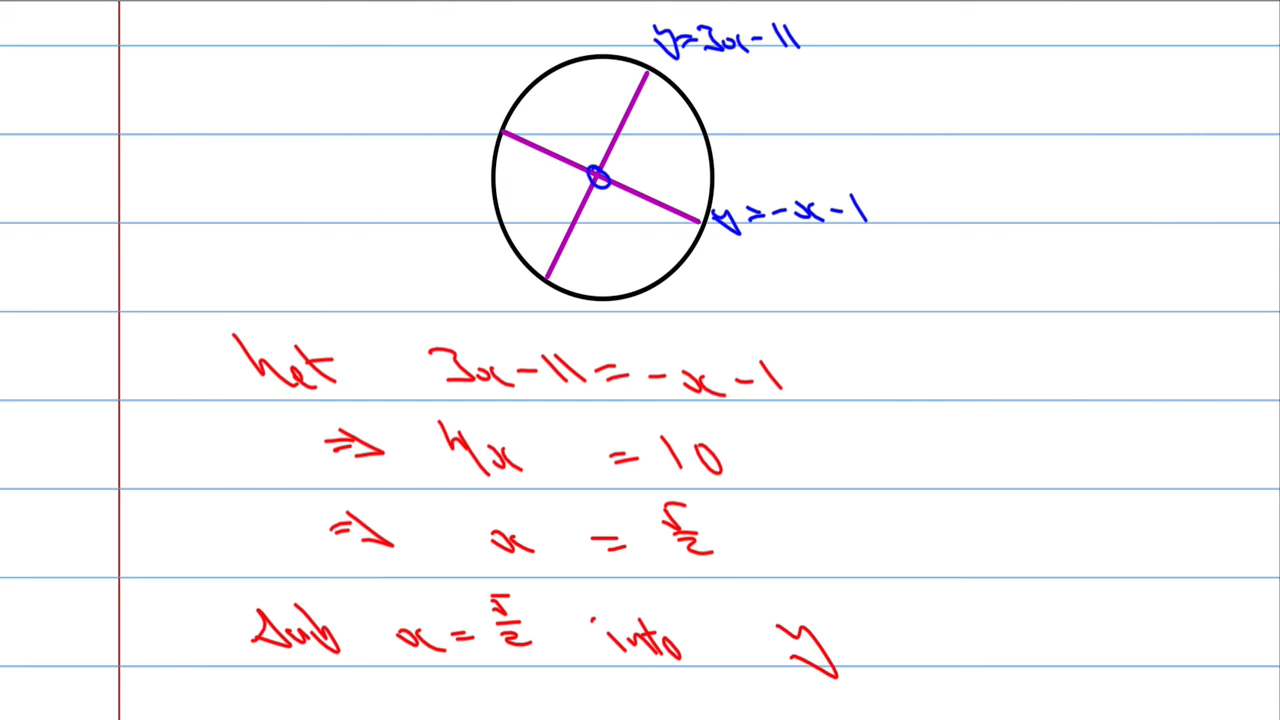 y=3x-11
y=-x-1
Let 3x-11=-x-1
⇒ 4x = 10
⇒ x = 5/2
Sub x=5/2 into y